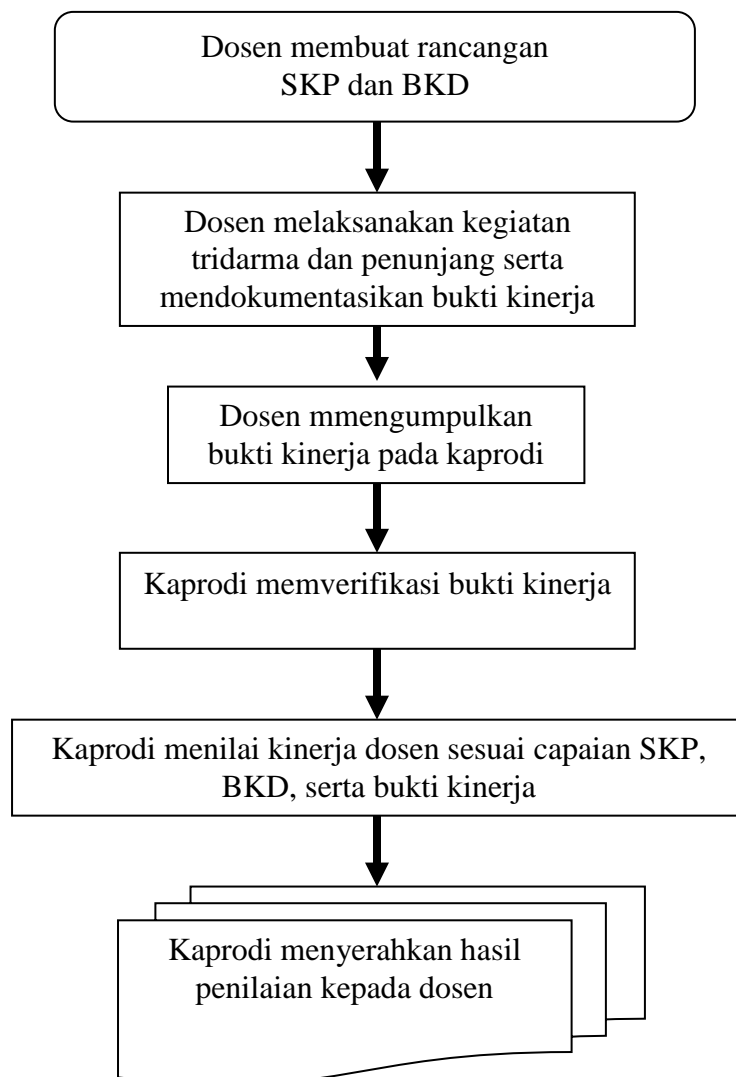 Dosen membuat rancangan
SKP dan BKD
Dosen melaksanakan kegiatan
tridarma dan penunjang serta
mendokumentasikan bukti kinerja
Dosen mmengumpulkan
bukti kinerja pada kaprodi
Kaprodi memverifikasi bukti kinerja
Kaprodi menilai kinerja dosen sesuai capaian SKP,
BKD, serta bukti kinerja
Kaprodi menyerahkan hasil
penilaian kepada dosen